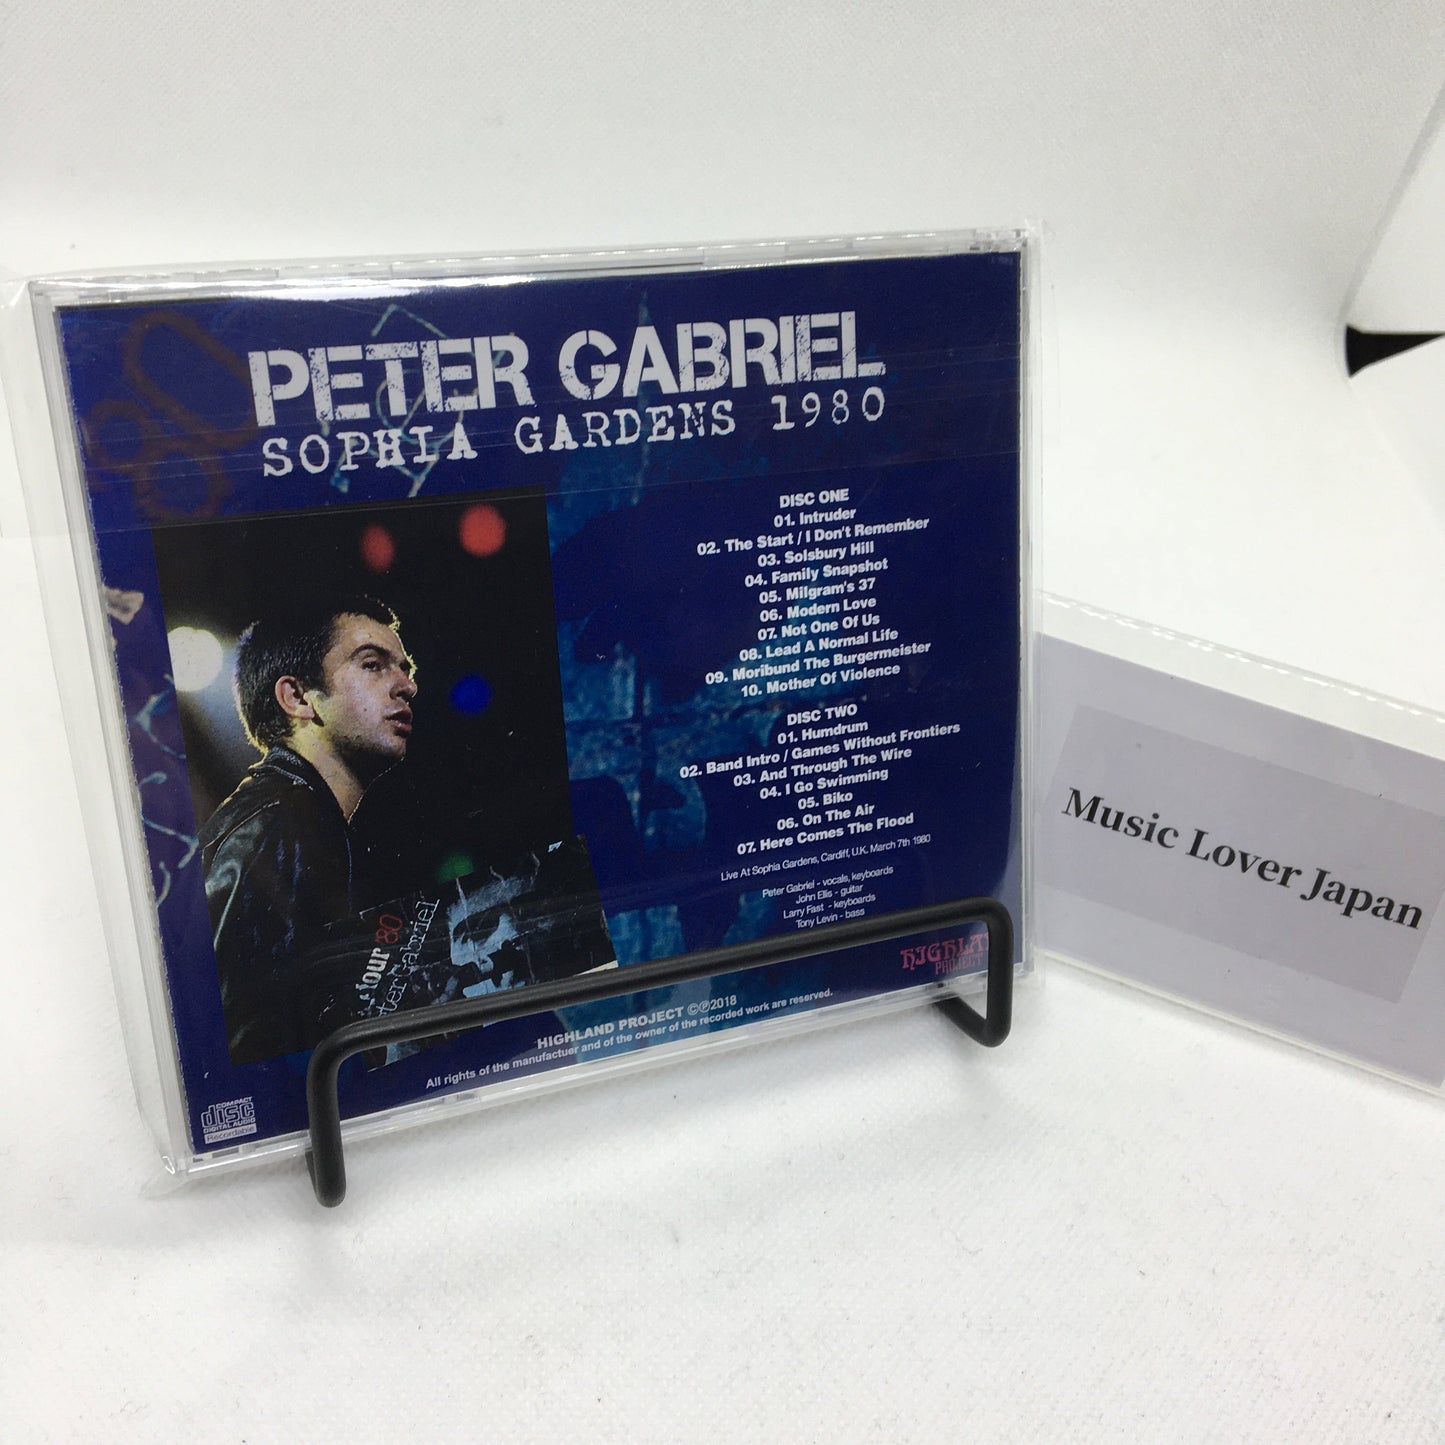 PETER GABRIEL
SOPHIA GARDENS 1980
DISC ONE
01. Intruder
02. The Start / I Don't Remember
03. Solsbury Hill
04. Family Snapshot
05. Milgram's 37
06. Modern Love
07. Not One Of Us
08. Lead A Normal Life
09. Moribund The Burgermeister
10. Mother Of Violence
DISC TWO
01. Humdrum
02. Band Intro / Games Without Frontiers
03. And Through The Wire
04. I Go Swimming
05. Biko
06. On The Air
07. Here Comes The Flood
Live At Sophia Gardens, Cardiff, U.K. March 7th 1980
Peter Gabriel - vocals, keyboards
John Ellis - guitar
Larry Fast - keyboards
Tony Levin - bass
HIGHLA
PROJECT
HIGHLAND PROJECT ©℗2018
All rights of the manufactuer and of the owner of the recorded work are reserved.
COMPACT
disc
DIGITAL AUDIO
Recordable
80
tour '80
terGabriel
Music Lover Japan